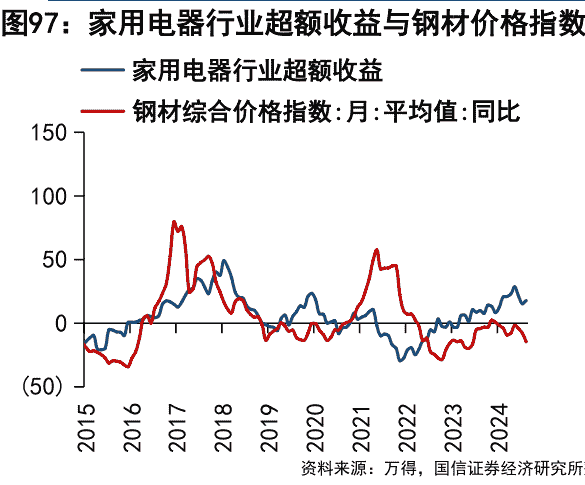 图97：家用电器行业超额收益与钢材价格指数
家用电器行业超额收益
钢材综合价格指数:月:平均值:同比
150
100
50
0
(50)
2015 2016 2017 2018 2019 2020 2021 2022 2023 2024
资料来源：万得，国信证券经济研究所